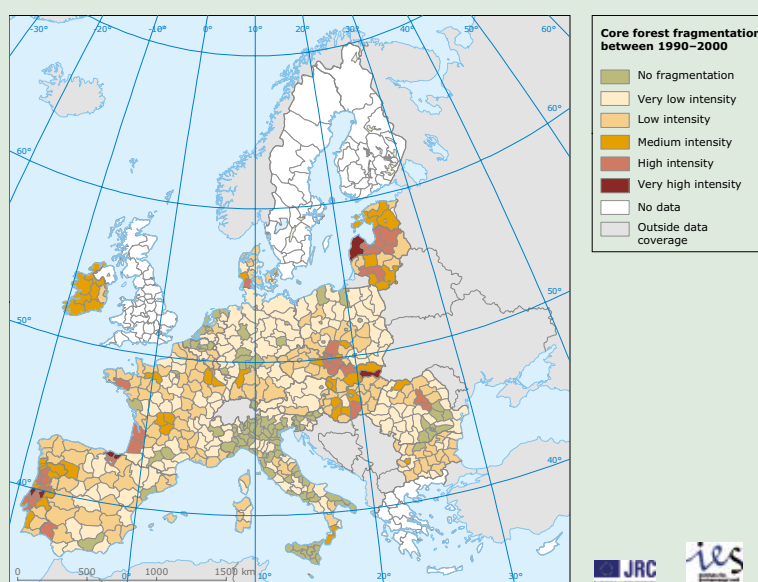 -30°
-20°
-10°
0°
10°
20°
30°
40°
50°
60°
60°
60°
50°
50°
40°
40°
0
500
1000
1500 km
0°
10°
20°
30°
Core forest fragmentation
between 1990–2000
No fragmentation
Very low intensity
Low intensity
Medium intensity
High intensity
Very high intensity
No data
Outside data
coverage
JRC
ies